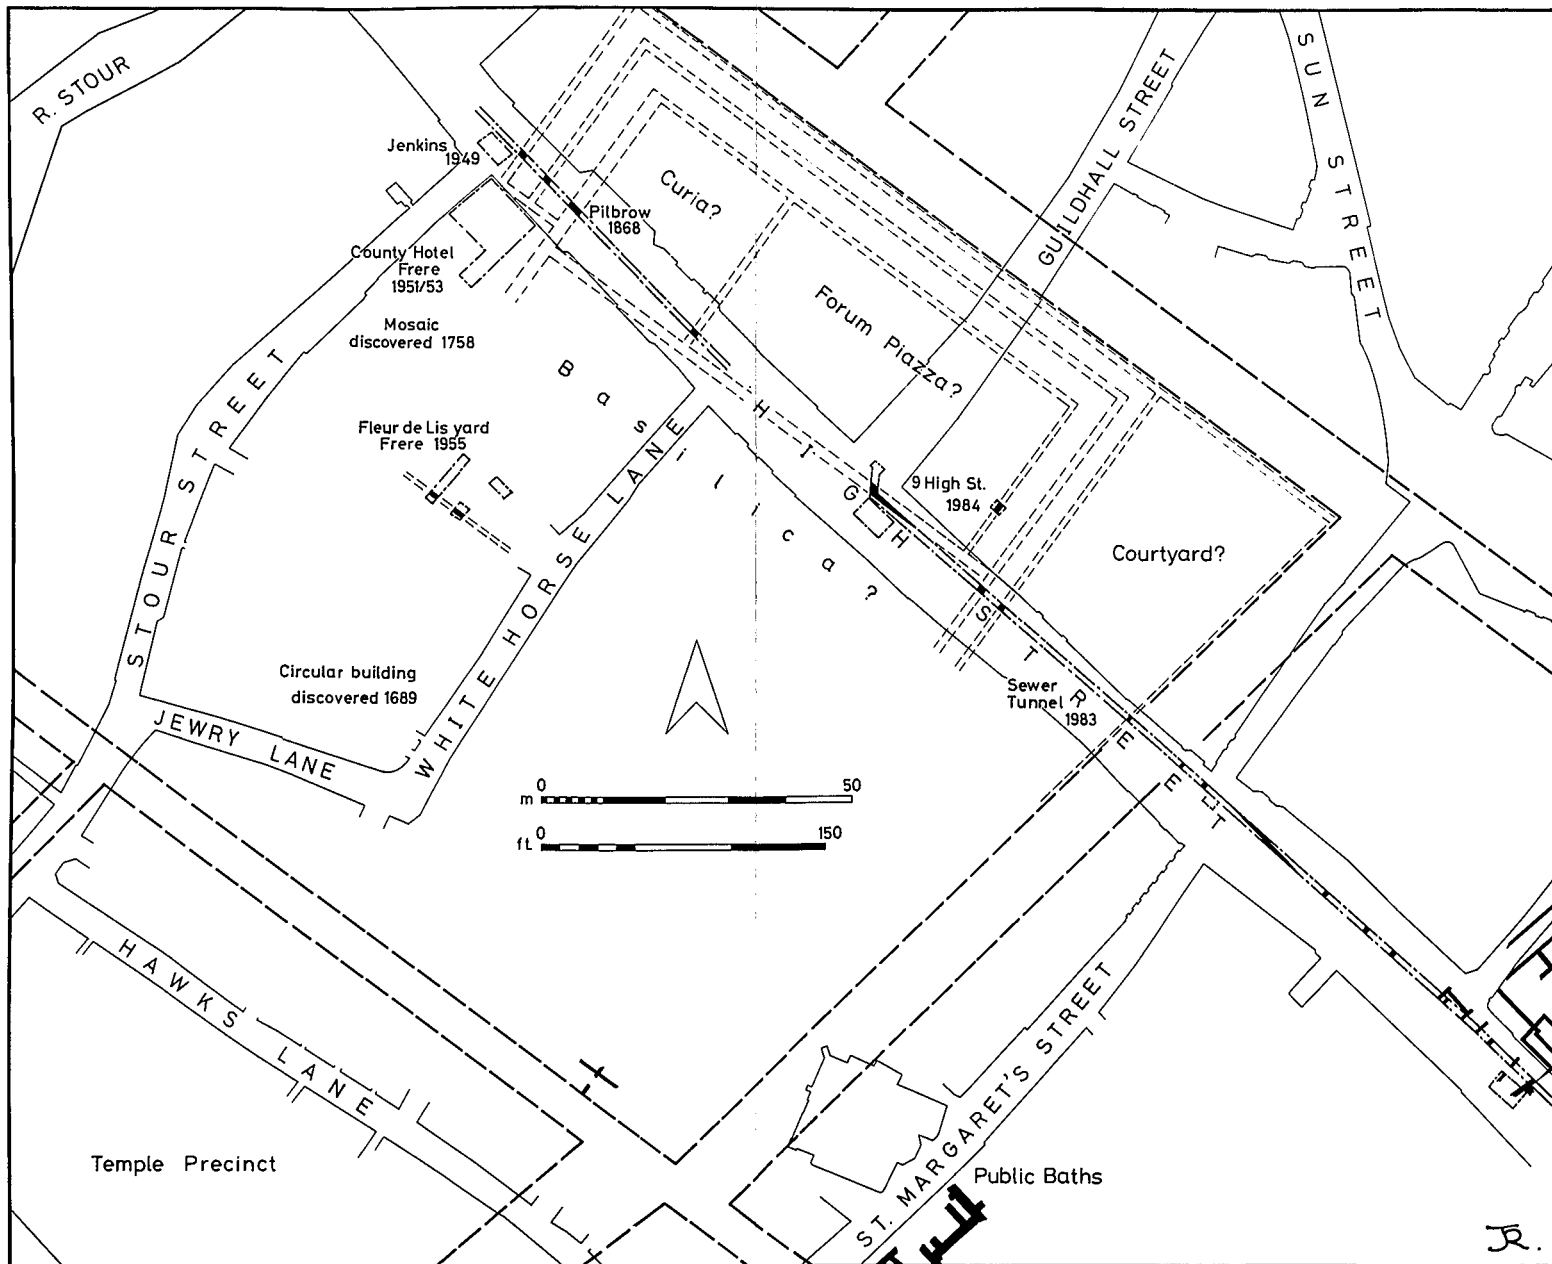 R. STOUR
SUN STREET
GUILDHALL STREET
Jenkins
1949
Curia?
Pilbrow
1868
County Hotel
Frere
1951/53
Forum Piazza?
Mosaic
discovered 1758
Basilica?
HIGH STREET
STOUR STREET
Fleur de Lis yard
Frere 1955
WHITE HORSE LANE
9 High St.
1984
Courtyard?
Circular building
discovered 1689
Sewer
Tunnel
1983
JEWRY LANE
0 50
m
0 150
ft.
HAWKS LANE
ST. MARGARET'S STREET
Temple Precinct
Public Baths
JR.